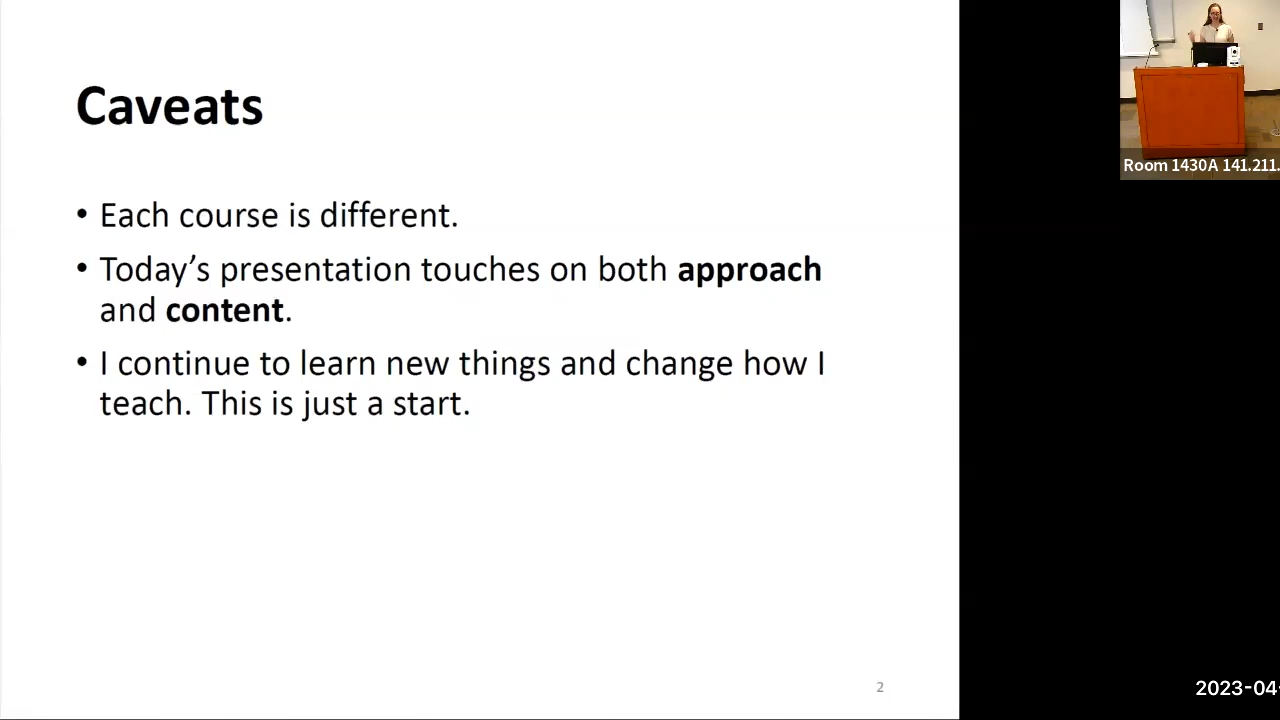 Caveats
• Each course is different.
• Today’s presentation touches on both approach
and content.
• I continue to learn new things and change how I
teach. This is just a start.
2
Room 1430A 141.211.
2023-04-